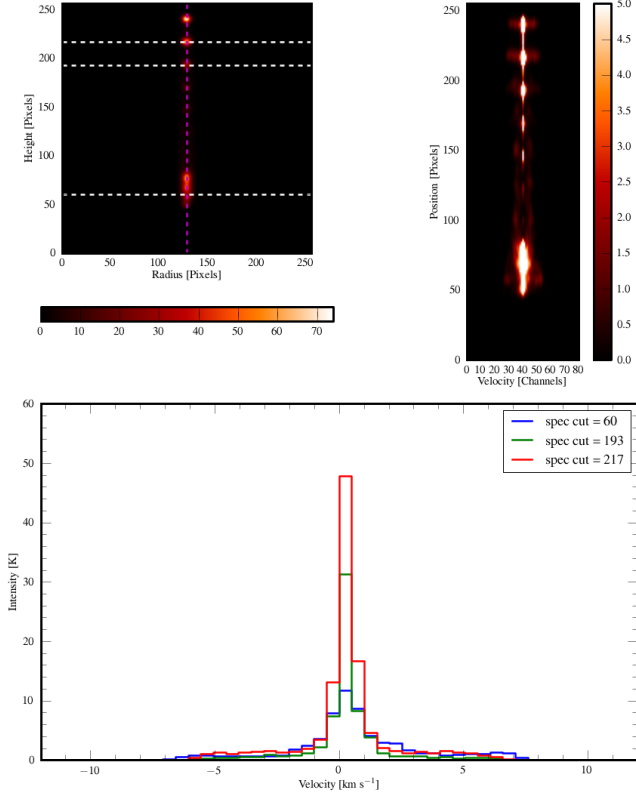 250
200
150
100
50
0
Height [Pixels]
0 50 100 150 200 250
Radius [Pixels]
0 10 20 30 40 50 60 70
250
200
150
100
50
0
Position [Pixels]
0 10 20 30 40 50 60 70 80
Velocity [Channels]
5.0
4.5
4.0
3.5
3.0
2.5
2.0
1.5
1.0
0.5
0.0
60
50
40
30
20
10
0
Intensity [K]
spec cut = 60
spec cut = 193
spec cut = 217
−10 −5 0 5 10
Velocity [km s⁻¹]